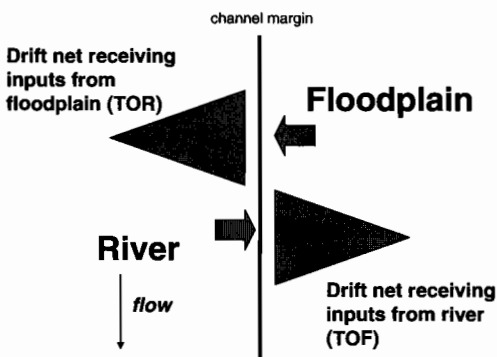 channel margin
Drift net receiving
inputs from
floodplain (TOR)
Floodplain
River
flow
Drift net receiving
inputs from river
(TOF)